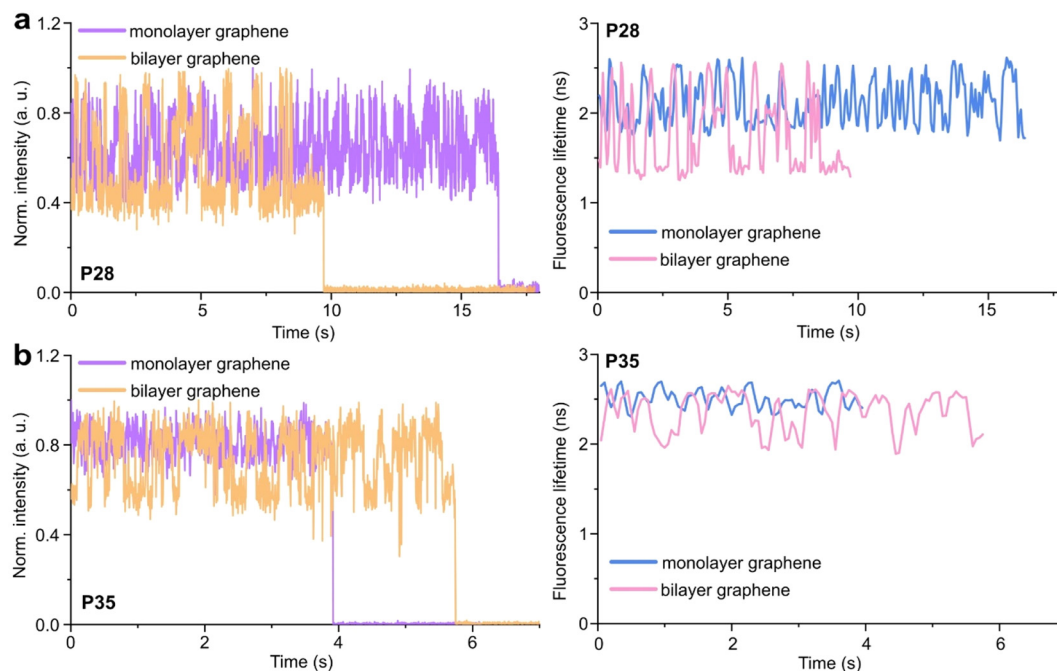 a
Norm. intensity (a. u.)
1.2
0.8
0.4
0.0
monolayer graphene
bilayer graphene
P28
0
5
10
15
Time (s)
Fluorescence lifetime (ns)
3
2
1
0
P28
monolayer graphene
bilayer graphene
0
5
10
15
Time (s)
b
Norm. intensity (a. u.)
1.2
0.8
0.4
0.0
monolayer graphene
bilayer graphene
P35
0
2
4
6
Time (s)
Fluorescence lifetime (ns)
3
2
1
0
P35
monolayer graphene
bilayer graphene
0
2
4
6
Time (s)